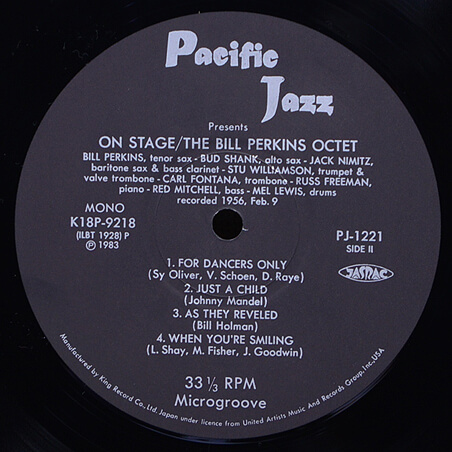 Pacific
Jazz
Presents
ON STAGE/THE BILL PERKINS OCTET
BILL PERKINS, tenor sax - BUD SHANK, alto sax - JACK NIMITZ,
baritone sax & bass clarinet - STU WILLIAMSON, trumpet &
valve trombone - CARL FONTANA, trombone - RUSS FREEMAN,
piano - RED MITCHELL, bass - MEL LEWIS, drums
recorded 1956, Feb. 9
MONO
K18P-9218
(ILBT 1928) P
Ⓟ 1983
PJ-1221
SIDE II
JASRAC
1. FOR DANCERS ONLY
(Sy Oliver, V. Schoen, D. Raye)
2. JUST A CHILD
(Johnny Mandel)
3. AS THEY REVELED
(Bill Holman)
4. WHEN YOU'RE SMILING
(L. Shay, M. Fisher, J. Goodwin)
33 1/3 RPM
Microgroove
Manufactured by King Record Co., Ltd. Japan under licence from United Artists Music And Records Group, Inc., USA